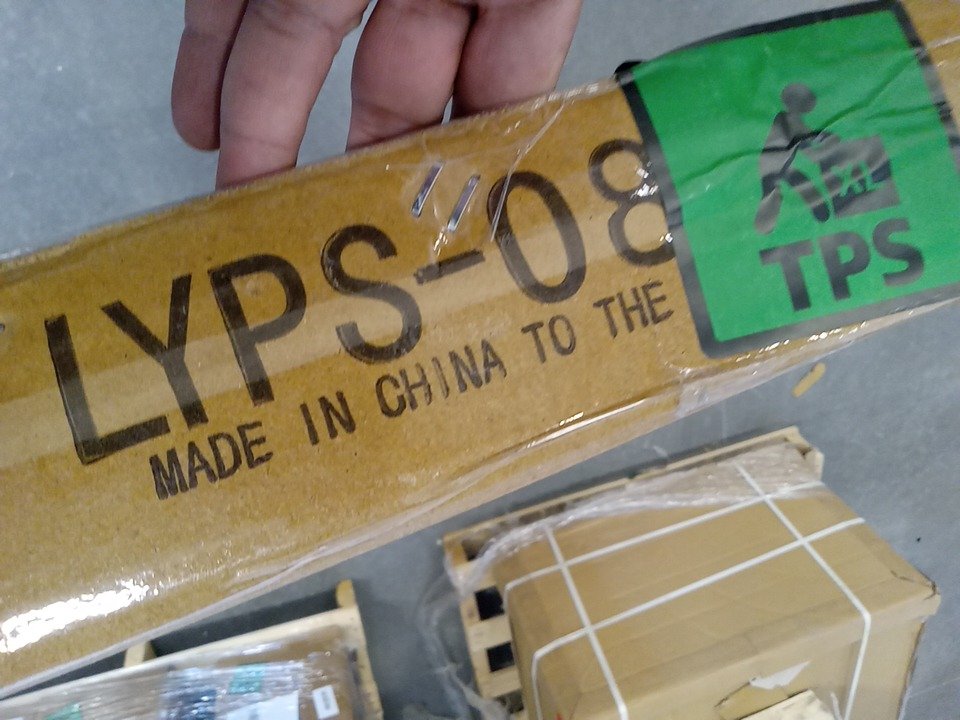 LYPS-08
MADE IN CHINA TO THE
XL
TPS